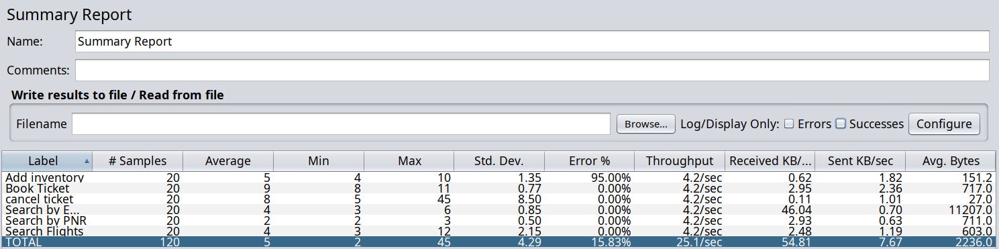 Summary Report
Name: Summary Report
Comments:
Write results to file / Read from file
Filename Browse... Log/Display Only: Errors Successes Configure
Label # Samples Average Min Max Std. Dev. Error % Throughput Received KB/... Sent KB/sec Avg. Bytes
Add inventory 20 5 4 10 1.35 95.00% 4.2/sec 0.62 1.82 151.2
Book Ticket 20 9 8 11 0.77 0.00% 4.2/sec 2.95 2.36 717.0
cancel ticket 20 8 5 45 8.50 0.00% 4.2/sec 0.11 1.01 27.0
Search by E... 20 4 3 6 0.85 0.00% 4.2/sec 46.04 0.70 11207.0
Search by PNR 20 2 2 3 0.50 0.00% 4.2/sec 2.93 0.63 711.0
Search Flights 20 4 3 12 2.15 0.00% 4.2/sec 2.48 1.19 603.0
TOTAL 120 5 2 45 4.29 15.83% 25.1/sec 54.81 7.67 2236.0